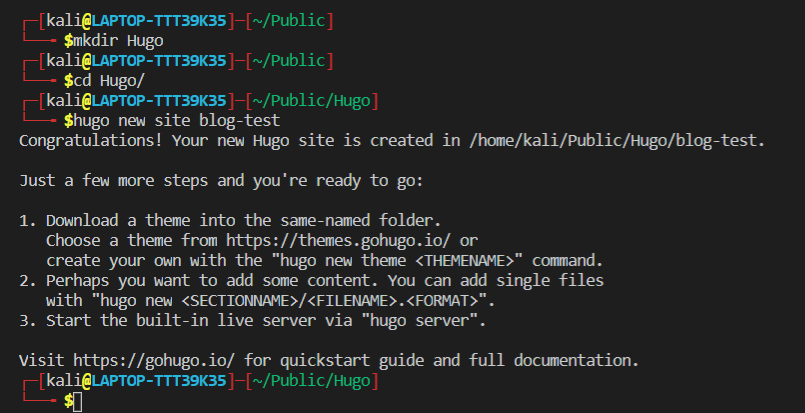 ┌─[kali@LAPTOP-TTT39K35]─[~/Public]
└──╼ $mkdir Hugo
┌─[kali@LAPTOP-TTT39K35]─[~/Public]
└──╼ $cd Hugo/
┌─[kali@LAPTOP-TTT39K35]─[~/Public/Hugo]
└──╼ $hugo new site blog-test
Congratulations! Your new Hugo site is created in /home/kali/Public/Hugo/blog-test.

Just a few more steps and you're ready to go:

1. Download a theme into the same-named folder.
   Choose a theme from https://themes.gohugo.io/ or
   create your own with the "hugo new theme <THEMENAME>" command.
2. Perhaps you want to add some content. You can add single files
   with "hugo new <SECTIONNAME>/<FILENAME>.<FORMAT>".
3. Start the built-in live server via "hugo server".

Visit https://gohugo.io/ for quickstart guide and full documentation.
┌─[kali@LAPTOP-TTT39K35]─[~/Public/Hugo]
└──╼ $